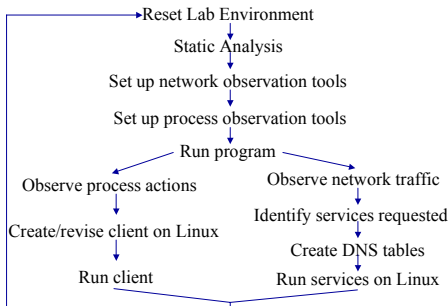 Reset Lab Environment
Static Analysis
Set up network observation tools
Set up process observation tools
Run program
Observe process actions
Create/revise client on Linux
Run client
Observe network traffic
Identify services requested
Create DNS tables
Run services on Linux